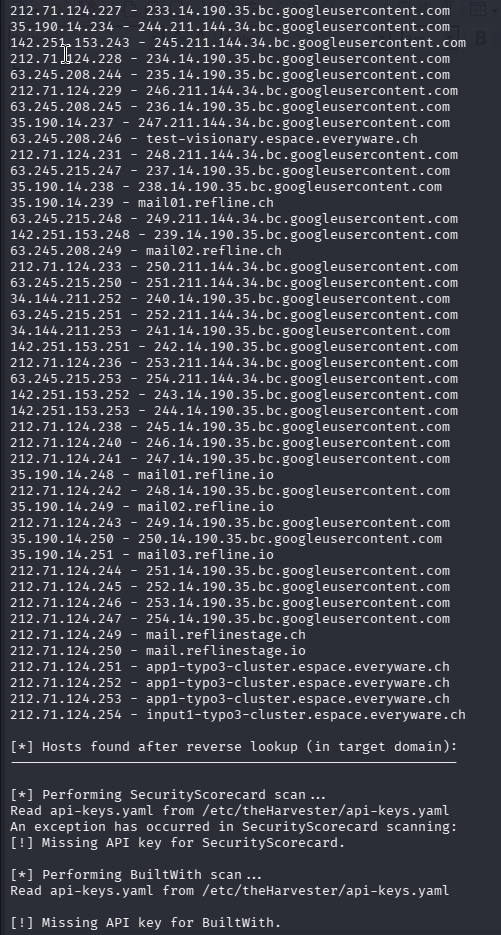 212.71.124.227 - 233.14.190.35.bc.googleusercontent.com
35.190.14.234 - 244.211.144.34.bc.googleusercontent.com
142.251.153.243 - 245.211.144.34.bc.googleusercontent.com
212.71.124.228 - 234.14.190.35.bc.googleusercontent.com
63.245.208.244 - 235.14.190.35.bc.googleusercontent.com
212.71.124.229 - 246.211.144.34.bc.googleusercontent.com
63.245.208.245 - 236.14.190.35.bc.googleusercontent.com
35.190.14.237 - 247.211.144.34.bc.googleusercontent.com
63.245.208.246 - test-visionary.espace.everyware.ch
212.71.124.231 - 248.211.144.34.bc.googleusercontent.com
63.245.215.247 - 237.14.190.35.bc.googleusercontent.com
35.190.14.238 - 238.14.190.35.bc.googleusercontent.com
35.190.14.239 - mail01.refline.ch
63.245.215.248 - 249.211.144.34.bc.googleusercontent.com
142.251.153.248 - 239.14.190.35.bc.googleusercontent.com
63.245.208.249 - mail02.refline.ch
212.71.124.233 - 250.211.144.34.bc.googleusercontent.com
63.245.215.250 - 251.211.144.34.bc.googleusercontent.com
34.144.211.252 - 240.14.190.35.bc.googleusercontent.com
63.245.215.251 - 252.211.144.34.bc.googleusercontent.com
34.144.211.253 - 241.14.190.35.bc.googleusercontent.com
142.251.153.251 - 242.14.190.35.bc.googleusercontent.com
212.71.124.236 - 253.211.144.34.bc.googleusercontent.com
63.245.215.253 - 254.211.144.34.bc.googleusercontent.com
142.251.153.252 - 243.14.190.35.bc.googleusercontent.com
142.251.153.253 - 244.14.190.35.bc.googleusercontent.com
212.71.124.238 - 245.14.190.35.bc.googleusercontent.com
212.71.124.240 - 246.14.190.35.bc.googleusercontent.com
212.71.124.241 - 247.14.190.35.bc.googleusercontent.com
35.190.14.248 - mail01.refline.io
212.71.124.242 - 248.14.190.35.bc.googleusercontent.com
35.190.14.249 - mail02.refline.io
212.71.124.243 - 249.14.190.35.bc.googleusercontent.com
35.190.14.250 - 250.14.190.35.bc.googleusercontent.com
35.190.14.251 - mail03.refline.io
212.71.124.244 - 251.14.190.35.bc.googleusercontent.com
212.71.124.245 - 252.14.190.35.bc.googleusercontent.com
212.71.124.246 - 253.14.190.35.bc.googleusercontent.com
212.71.124.247 - 254.14.190.35.bc.googleusercontent.com
212.71.124.249 - mail.reflinestage.ch
212.71.124.250 - mail.reflinestage.io
212.71.124.251 - app1-typo3-cluster.espace.everyware.ch
212.71.124.252 - app1-typo3-cluster.espace.everyware.ch
212.71.124.253 - app1-typo3-cluster.espace.everyware.ch
212.71.124.254 - input1-typo3-cluster.espace.everyware.ch
[*] Hosts found after reverse lookup (in target domain):
[*] Performing SecurityScorecard scan...
Read api-keys.yaml from /etc/theHarvester/api-keys.yaml
An exception has occurred in SecurityScorecard scanning:
[!] Missing API key for SecurityScorecard.
[*] Performing BuiltWith scan...
Read api-keys.yaml from /etc/theHarvester/api-keys.yaml
[!] Missing API key for BuiltWith.